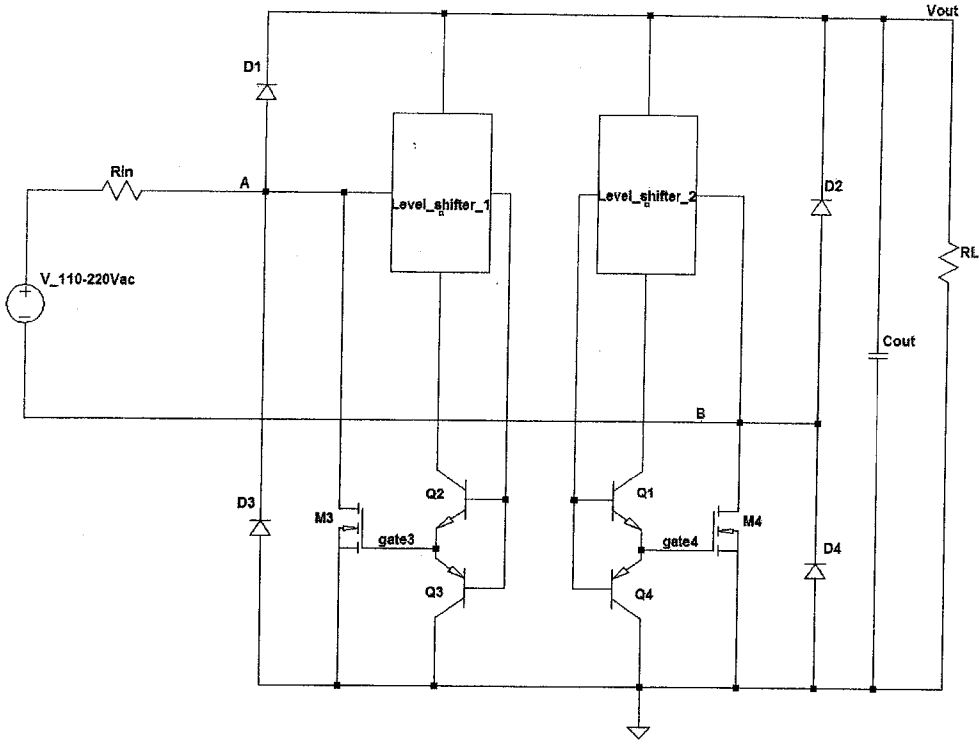 Vout
D1
RIn
A
Level_shifter_1
Level_shifter_2
D2
RL
V_110-220Vac
Cout
B
Q2
Q1
D3
M3
gate3
gate4
M4
D4
Q3
Q4